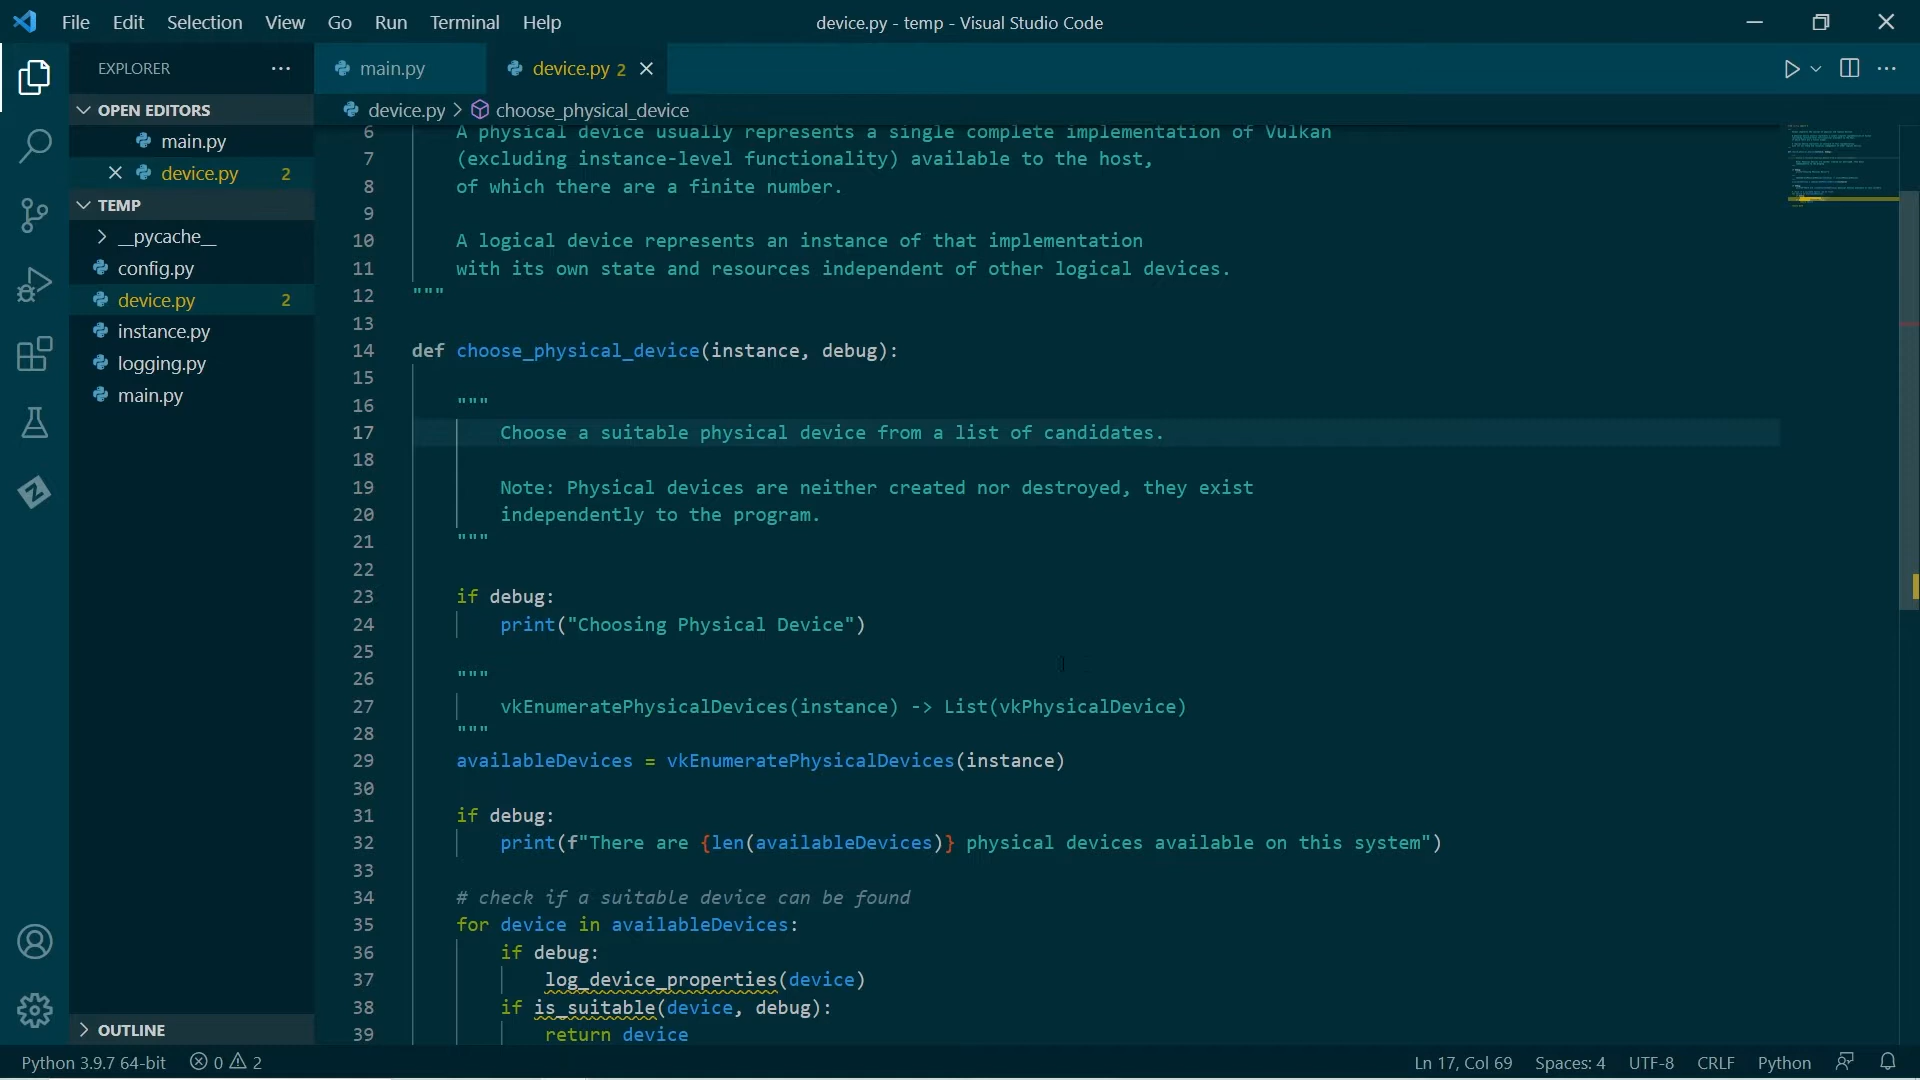 File Edit Selection View Go Run Terminal Help
device.py - temp - Visual Studio Code
EXPLORER
OPEN EDITORS
main.py
device.py 2
TEMP
__pycache__
config.py
device.py 2
instance.py
logging.py
main.py
OUTLINE
main.py
device.py 2
device.py > choose_physical_device
6 A physical device usually represents a single complete implementation of Vulkan
7 (excluding instance-level functionality) available to the host,
8 of which there are a finite number.
9
10 A logical device represents an instance of that implementation
11 with its own state and resources independent of other logical devices.
12 """
13
14 def choose_physical_device(instance, debug):
15
16 """
17 Choose a suitable physical device from a list of candidates.
18
19 Note: Physical devices are neither created nor destroyed, they exist
20 independently to the program.
21 """
22
23 if debug:
24 print("Choosing Physical Device")
25
26 """
27 vkEnumeratePhysicalDevices(instance) -> List(vkPhysicalDevice)
28 """
29 availableDevices = vkEnumeratePhysicalDevices(instance)
30
31 if debug:
32 print(f"There are {len(availableDevices)} physical devices available on this system")
33
34 # check if a suitable device can be found
35 for device in availableDevices:
36 if debug:
37 log_device_properties(device)
38 if is_suitable(device, debug):
39 return device
Python 3.9.7 64-bit 0 2
Ln 17, Col 69 Spaces: 4 UTF-8 CRLF Python